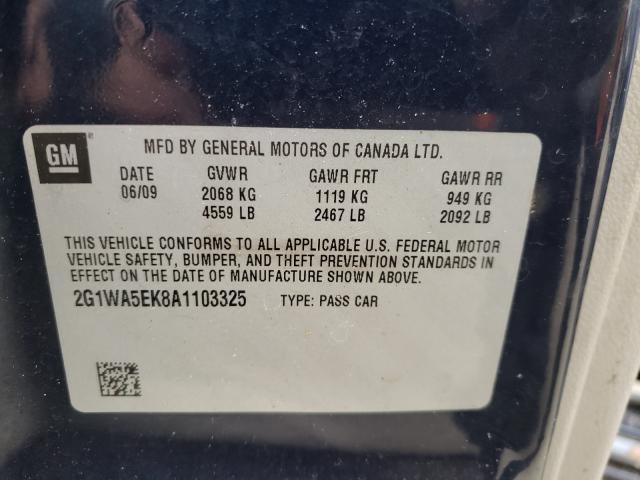 GM
MFD BY GENERAL MOTORS OF CANADA LTD.
DATE GVWR GAWR FRT GAWR RR
06/09 2068 KG 1119 KG 949 KG
4559 LB 2467 LB 2092 LB
THIS VEHICLE CONFORMS TO ALL APPLICABLE U.S. FEDERAL MOTOR
VEHICLE SAFETY, BUMPER, AND THEFT PREVENTION STANDARDS IN
EFFECT ON THE DATE OF MANUFACTURE SHOWN ABOVE.
2G1WA5EK8A1103325 TYPE: PASS CAR